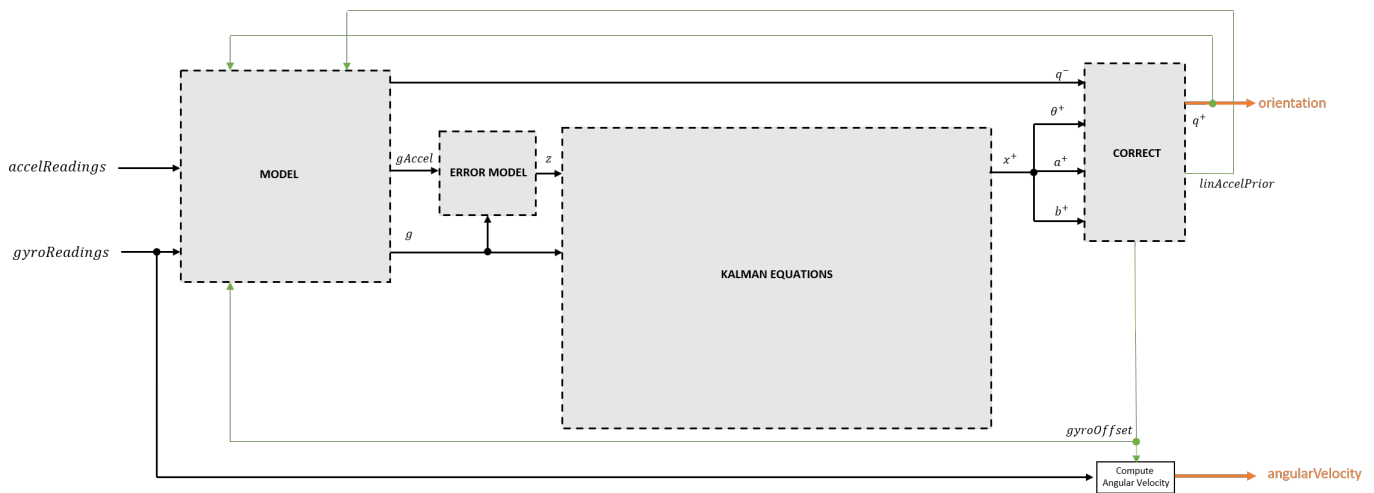 accelReadings
gyroReadings
MODEL
gAccel
g
ERROR MODEL
z
KALMAN EQUATIONS
x⁺
q⁻
θ⁺
a⁺
b⁺
CORRECT
orientation
q⁺
linAccelPrior
gyroOffset
Compute
Angular Velocity
angularVelocity